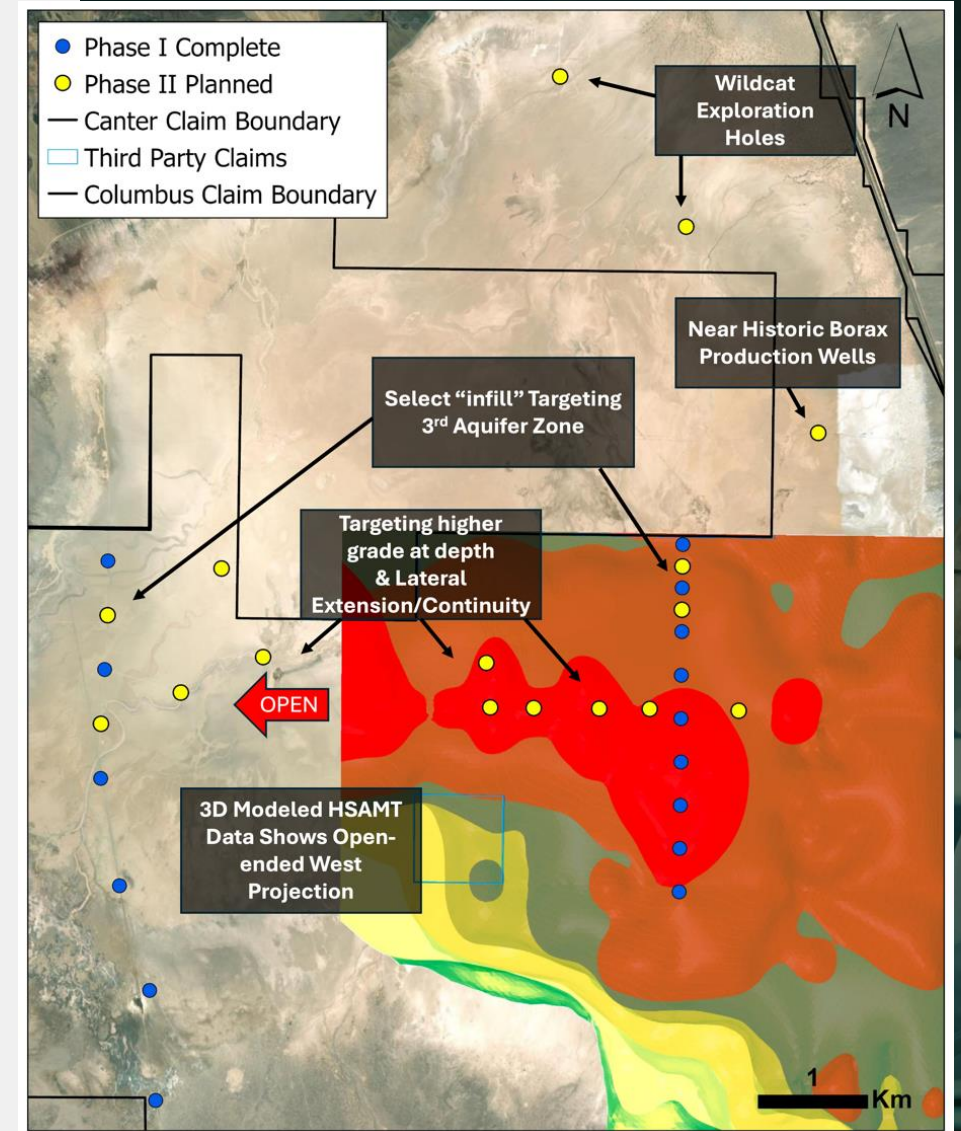 Phase I Complete
Phase II Planned
Canter Claim Boundary
Third Party Claims
Columbus Claim Boundary
Wildcat
Exploration
Holes
N
Near Historic Borax
Production Wells
Select “infill” Targeting
3rd Aquifer Zone
Targeting higher
grade at depth
& Lateral
Extension/Continuity
OPEN
3D Modeled HSAMT
Data Shows Open-
ended West
Projection
1
Km